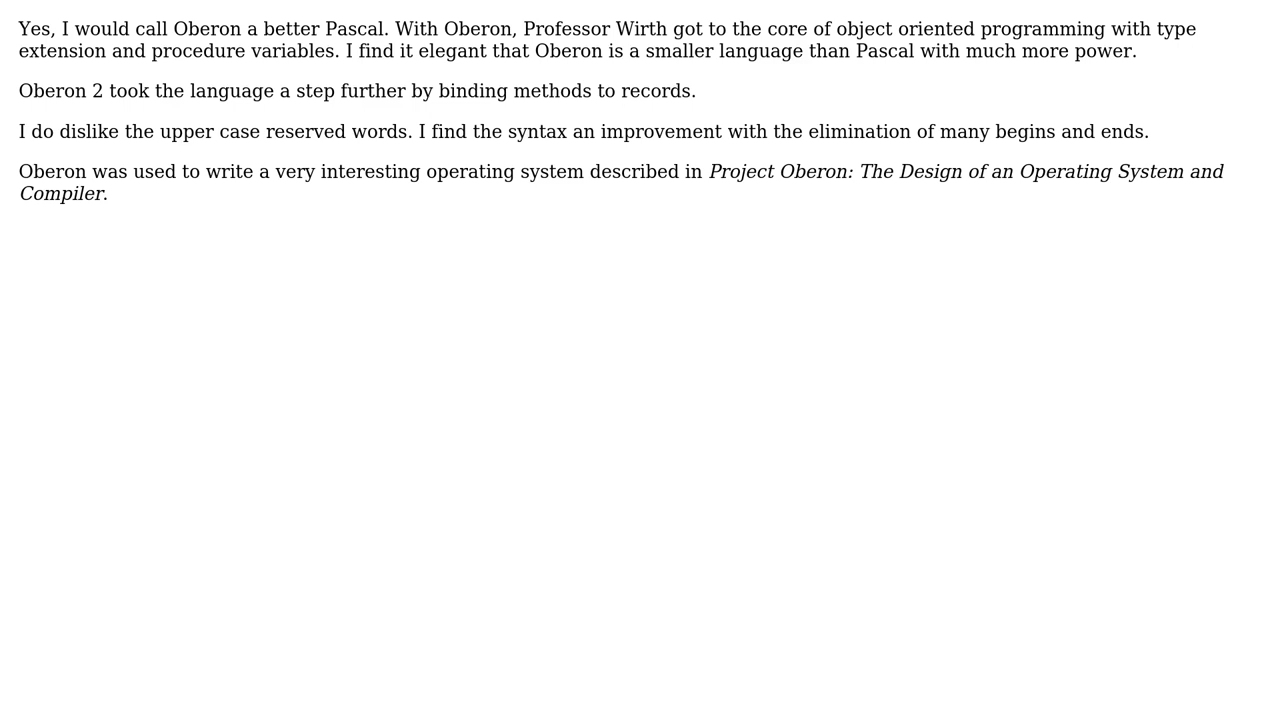 Yes, I would call Oberon a better Pascal. With Oberon, Professor Wirth got to the core of object oriented programming with type
extension and procedure variables. I find it elegant that Oberon is a smaller language than Pascal with much more power.
Oberon 2 took the language a step further by binding methods to records.
I do dislike the upper case reserved words. I find the syntax an improvement with the elimination of many begins and ends.
Oberon was used to write a very interesting operating system described in Project Oberon: The Design of an Operating System and
Compiler.